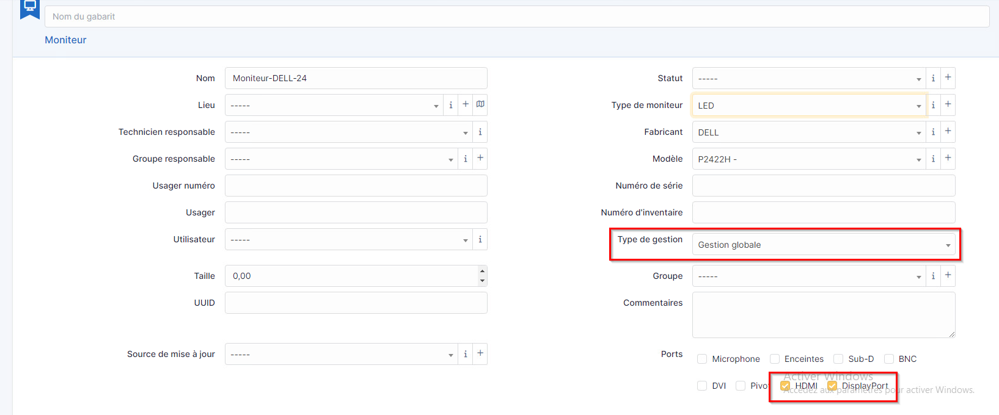 Nom du gabarit
Moniteur
Nom Moniteur-DELL-24 Statut -----
Lieu ----- Type de moniteur LED
Technicien responsable ----- Fabricant DELL
Groupe responsable ----- Modèle P2422H -
Usager numéro Numéro de série
Usager Numéro d'inventaire
Utilisateur ----- Type de gestion Gestion globale
Taille 0,00 Groupe -----
UUID Commentaires
Source de mise à jour ----- Ports Microphone Enceintes Sub-D BNC
Activer Windows
DVI Pivot HDMI DisplayPort
Accédez aux paramètres pour activer Windows.